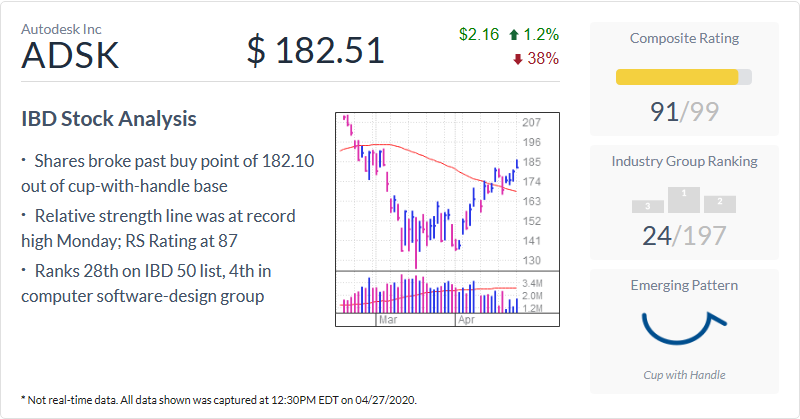 Autodesk Inc
ADSK
$ 182.51
$2.16 1.2%
38%
IBD Stock Analysis
· Shares broke past buy point of 182.10
out of cup-with-handle base
· Relative strength line was at record
high Monday; RS Rating at 87
· Ranks 28th on IBD 50 list, 4th in
computer software-design group
207
196
185
174
163
152
141
130
3.4M
2.0M
1.2M
Mar
Apr
Composite Rating
91/99
Industry Group Ranking
3 1 2
24/197
Emerging Pattern
Cup with Handle
* Not real-time data. All data shown was captured at 12:30PM EDT on 04/27/2020.